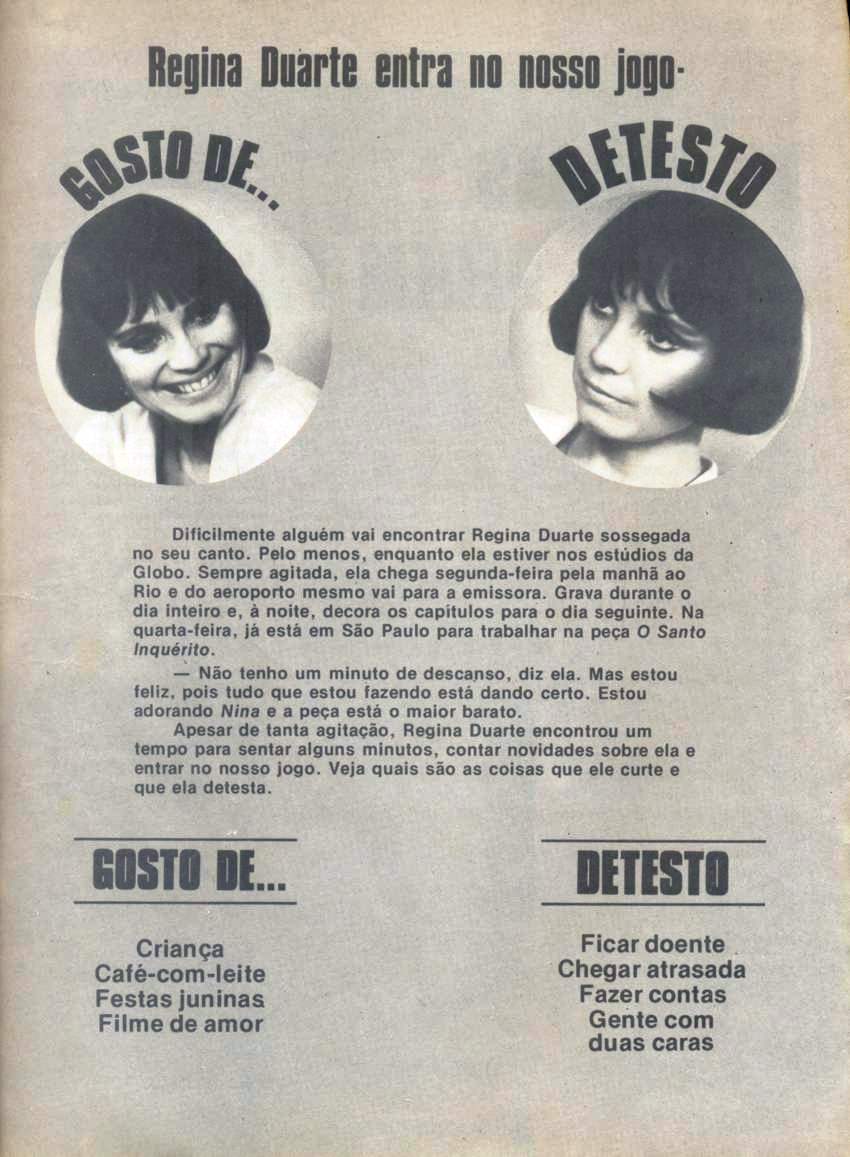 Regina Duarte entra no nosso jogo-
GOSTO DE...
DETESTO
Dificilmente alguém vai encontrar Regina Duarte sossegada
no seu canto. Pelo menos, enquanto ela estiver nos estúdios da
Globo. Sempre agitada, ela chega segunda-feira pela manhã ao
Rio e do aeroporto mesmo vai para a emissora. Grava durante o
dia inteiro e, à noite, decora os capítulos para o dia seguinte. Na
quarta-feira, já está em São Paulo para trabalhar na peça O Santo
Inquérito.
— Não tenho um minuto de descanso, diz ela. Mas estou
feliz, pois tudo que estou fazendo está dando certo. Estou
adorando Nina e a peça está o maior barato.
Apesar de tanta agitação, Regina Duarte encontrou um
tempo para sentar alguns minutos, contar novidades sobre ela e
entrar no nosso jogo. Veja quais são as coisas que ele curte e
que ela detesta.
GOSTO DE...
Criança
Café-com-leite
Festas juninas
Filme de amor
DETESTO
Ficar doente
Chegar atrasada
Fazer contas
Gente com
duas caras